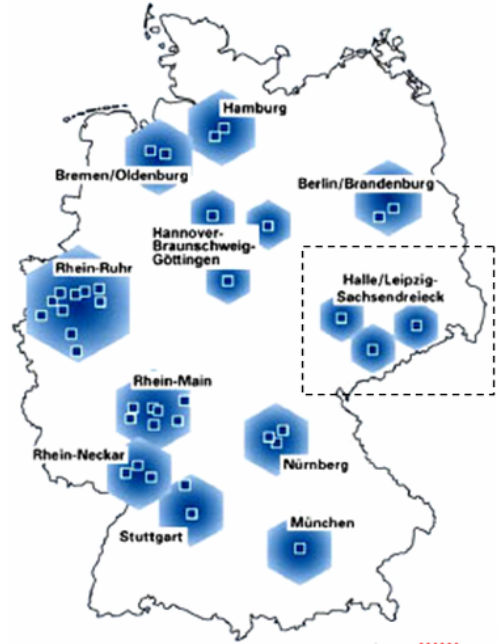 Hamburg
Bremen/Oldenburg
Berlin/Brandenburg
Hannover-
Braunschweig-
Göttingen
Rhein-Ruhr
Halle/Leipzig-
Sachsendreieck
Rhein-Main
Rhein-Neckar
Nürnberg
Stuttgart
München